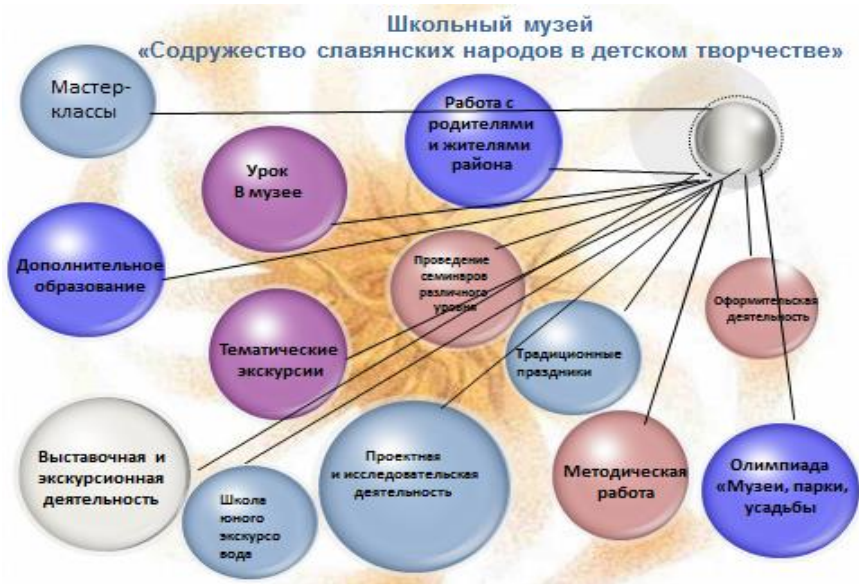 Школьный музей
«Содружество славянских народов в детском творчестве»
Мастер-
классы
Работа с
родителями
и жителями
района
Урок
В музее
Дополнительное
образование
Проведение
семинаров
различного
уровня
Оформительская
деятельность
Тематические
экскурсии
Традиционные
праздники
Выставочная и
экскурсионная
деятельность
Школа
юного
экскурсо
вода
Проектная
и исследовательская
деятельность
Методическая
работа
Олимпиада
«Музеи, парки,
усадьбы